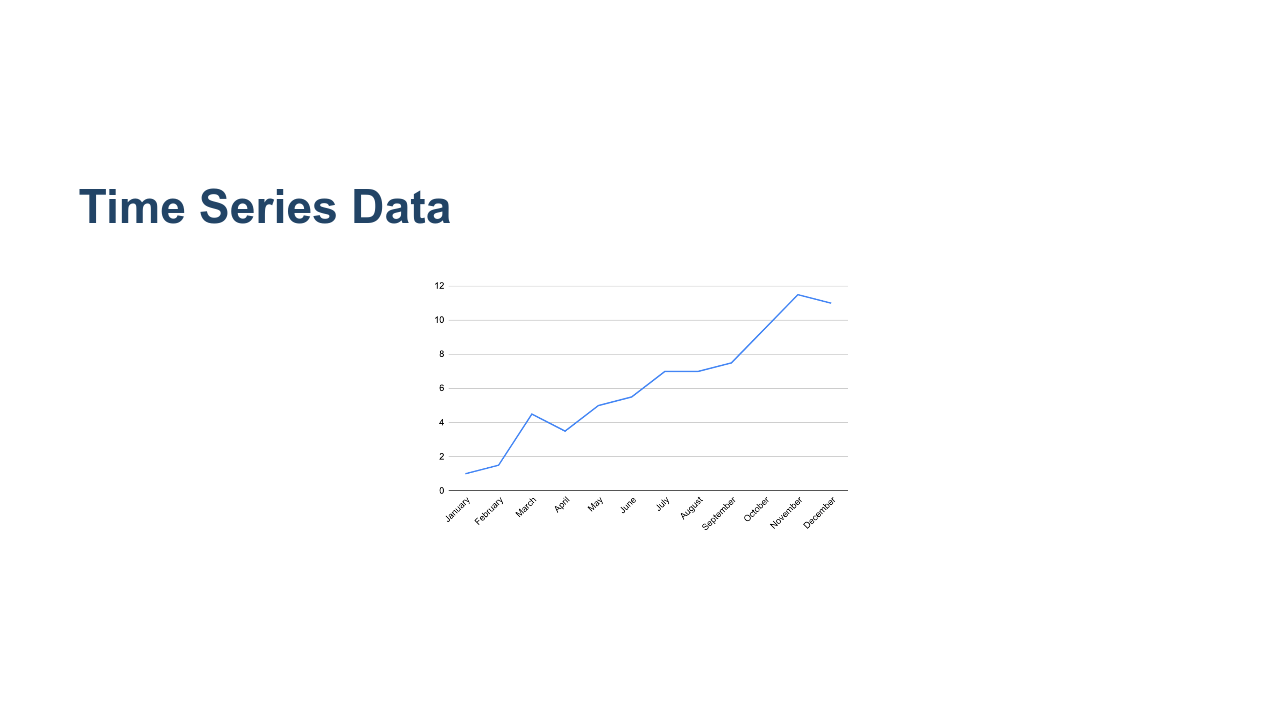 Time Series Data
12
10
8
6
4
2
0
January
February
March
April
May
June
July
August
September
October
November
December